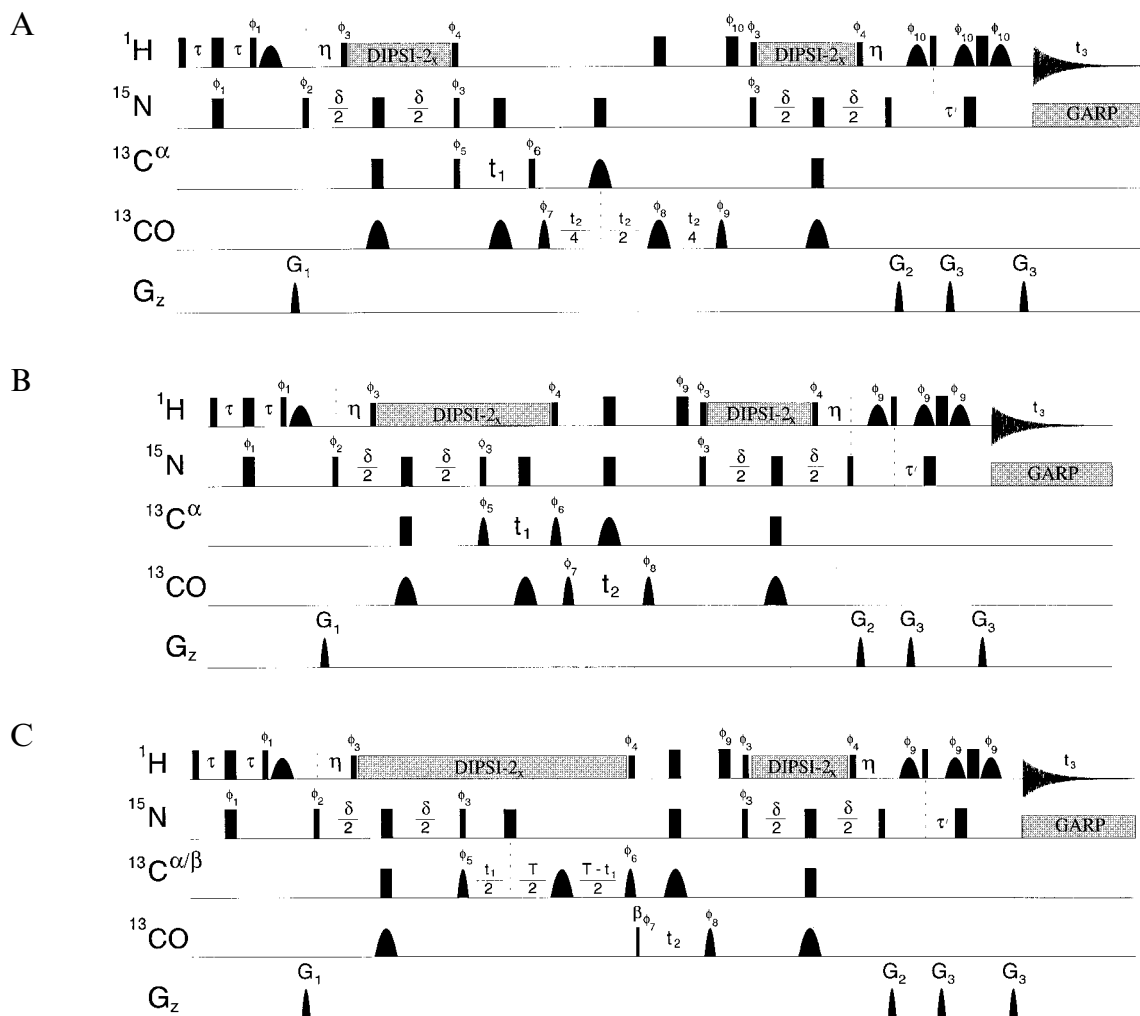 A
¹H τ τ ϕ₁ η ϕ₃ DIPSI-2ₓ ϕ₄ ϕ₁₀ ϕ₃ DIPSI-2ₓ ϕ₄ η ϕ₁₀ ϕ₁₀ ϕ₁₀ t₃
¹⁵N ϕ₁ ϕ₂ δ/2 δ/2 ϕ₃ ϕ₃ δ/2 δ/2 τ′ GARP
¹³Cα ϕ₅ t₁ ϕ₆
¹³CO ϕ₇ t₂/4 t₂/2 ϕ₈ t₂/4 ϕ₉
G_z G₁ G₂ G₃ G₃
B
¹H τ τ ϕ₁ η ϕ₃ DIPSI-2ₓ ϕ₄ ϕ₉ ϕ₃ DIPSI-2ₓ ϕ₄ η ϕ₉ ϕ₉ ϕ₉ t₃
¹⁵N ϕ₁ ϕ₂ δ/2 δ/2 ϕ₃ ϕ₃ δ/2 δ/2 τ′ GARP
¹³Cα ϕ₅ t₁ ϕ₆
¹³CO ϕ₇ t₂ ϕ₈
G_z G₁ G₂ G₃ G₃
C
¹H τ τ ϕ₁ η ϕ₃ DIPSI-2ₓ ϕ₄ ϕ₉ ϕ₃ DIPSI-2ₓ ϕ₄ η ϕ₉ ϕ₉ ϕ₉ t₃
¹⁵N ϕ₁ ϕ₂ δ/2 δ/2 ϕ₃ ϕ₃ δ/2 δ/2 τ′ GARP
¹³Cα/β ϕ₅ t₁/2 T/2 T - t₁/2 ϕ₆
¹³CO β ϕ₇ t₂ ϕ₈
G_z G₁ G₂ G₃ G₃